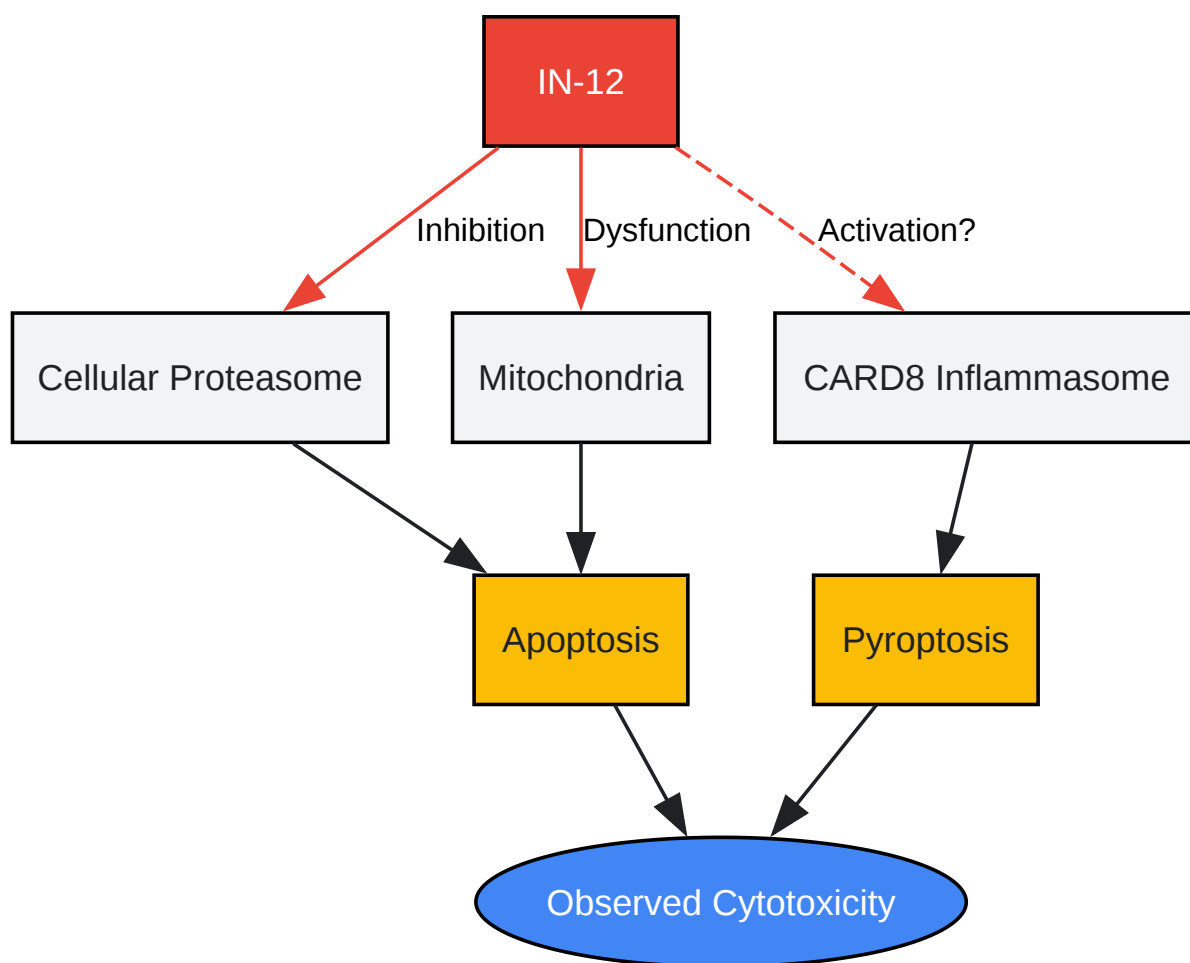 IN-12
Inhibition
Dysfunction
Activation?
Cellular Proteasome
Mitochondria
CARD8 Inflammasome
Apoptosis
Pyroptosis
Observed Cytotoxicity